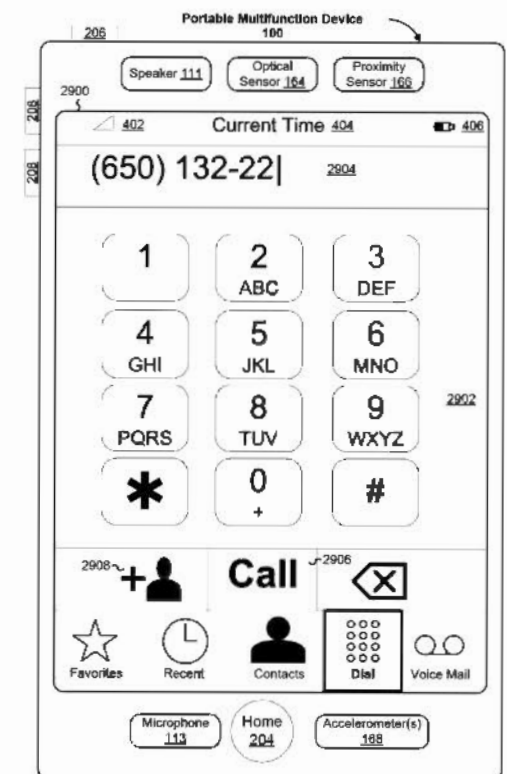 Portable Multifunction Device
100
206
Speaker 111
Optical
Sensor 164
Proximity
Sensor 166
2900
208
208
402
Current Time 404
406
(650) 132-22|
2904
1
2
ABC
3
DEF
4
GHI
5
JKL
6
MNO
7
PQRS
8
TUV
9
WXYZ
2902
*
0
+
#
2908
+
Call
2906
Favorites
Recent
Contacts
Dial
Voice Mail
Microphone
113
Home
204
Accelerometer(s)
168